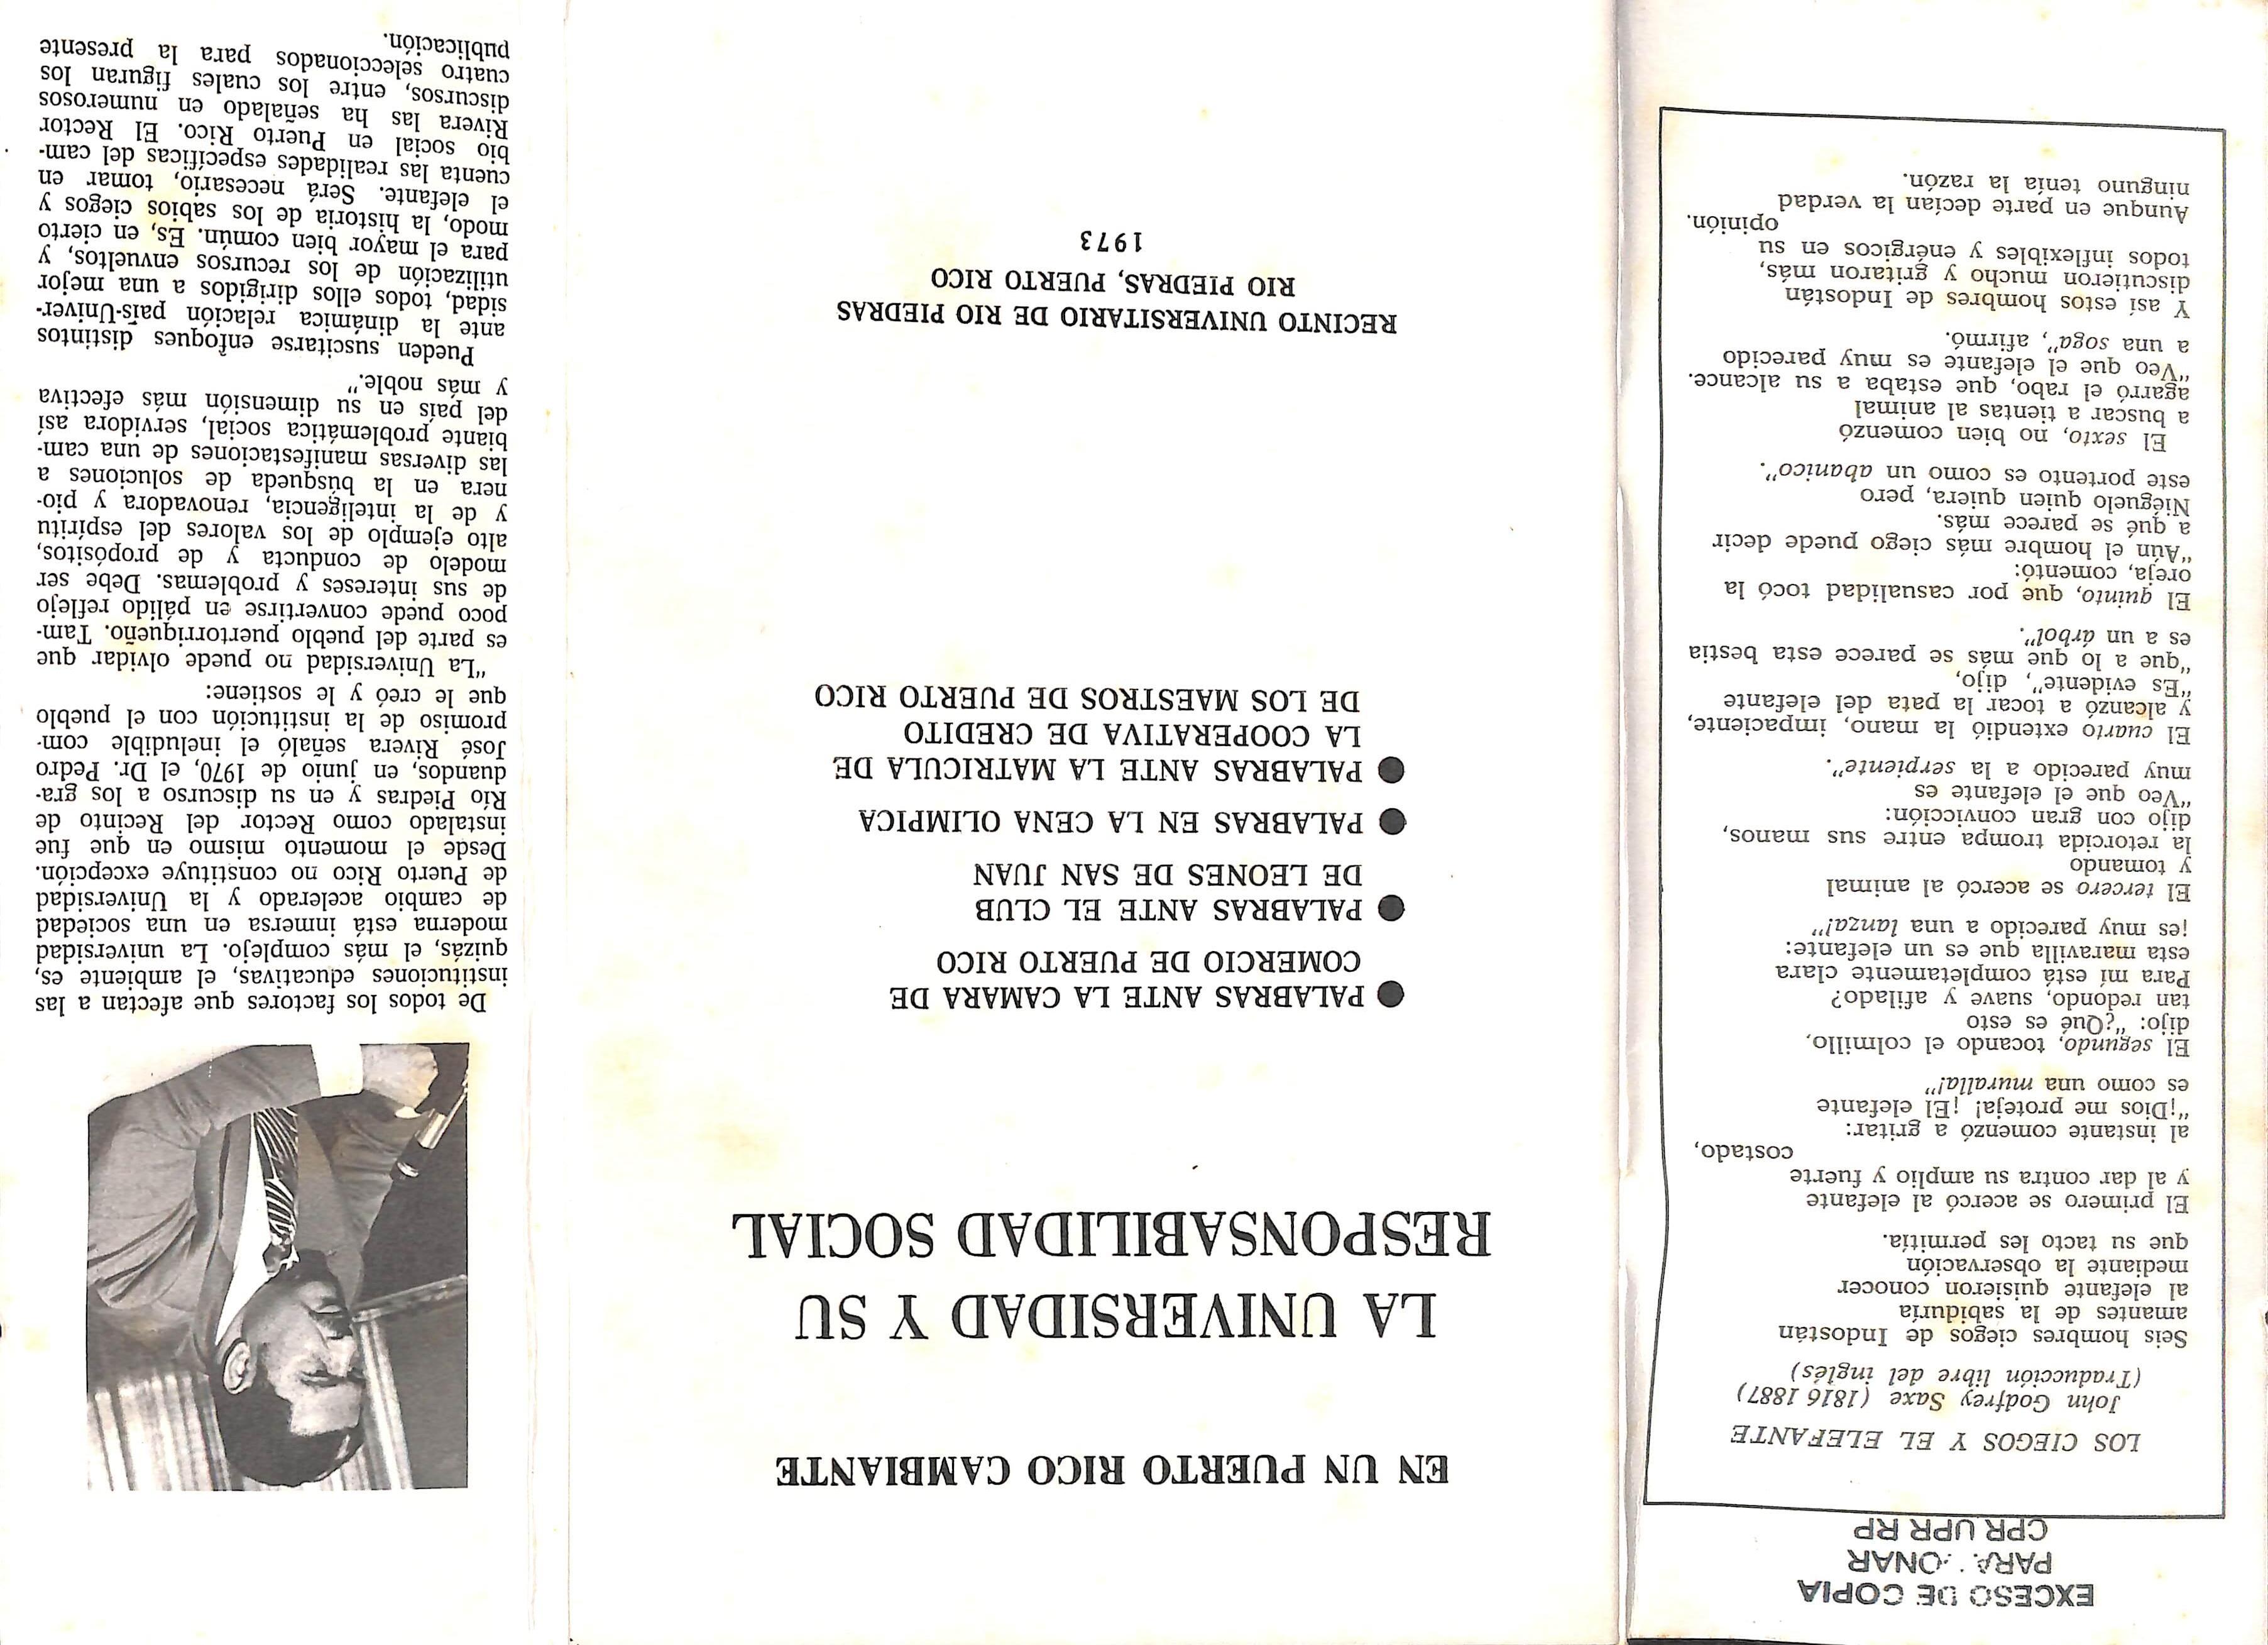 EXCESO DE COPIA
PARA DONAR
CPR UPR RP
LOS CIEGOS Y EL ELEFANTE
John Godfrey Saxe (1816 1887)
(Traducción libre del inglés)
Seis hombres ciegos de Indostán
amantes de la sabiduría
al elefante quisieron conocer
mediante la observación
que su tacto les permitía.
El primero se acercó al elefante
y al dar contra su amplio y fuerte
costado,
al instante comenzó a gritar:
"¡Dios me proteja! ¡El elefante
es como una muralla!"
El segundo, tocando el colmillo,
dijo: "¿Qué es esto
tan redondo, suave y afilado?
Para mí está completamente clara
esta maravilla que es un elefante:
¡es muy parecido a una lanza!"
El tercero se acercó al animal
y tomando
la retorcida trompa entre sus manos,
dijo con gran convicción:
"Veo que el elefante es
muy parecido a la serpiente".
El cuarto extendió la mano, impaciente,
y alcanzó a tocar la pata del elefante
"Es evidente", dijo,
"que a lo que más se parece esta bestia
es a un árbol".
El quinto, que por casualidad tocó la
oreja, comentó:
"Aún el hombre más ciego puede decir
a qué se parece más.
Niéguelo quien quiera, pero
este portento es como un abanico".
El sexto, no bien comenzó
a buscar a tientas al animal
agarró el rabo, que estaba a su alcance.
"Veo que el elefante es muy parecido
a una soga", afirmó.
Y así estos hombres de Indostán
discutieron mucho y gritaron más,
todos inflexibles y enérgicos en su
opinión.
Aunque en parte decían la verdad
ninguno tenía la razón.
EN UN PUERTO RICO CAMBIANTE
LA UNIVERSIDAD Y SU
RESPONSABILIDAD SOCIAL
● PALABRAS ANTE LA CAMARA DE
COMERCIO DE PUERTO RICO
● PALABRAS ANTE EL CLUB
DE LEONES DE SAN JUAN
● PALABRAS EN LA CENA OLIMPICA
● PALABRAS ANTE LA MATRICULA DE
LA COOPERATIVA DE CREDITO
DE LOS MAESTROS DE PUERTO RICO
RECINTO UNIVERSITARIO DE RIO PIEDRAS
RIO PIEDRAS, PUERTO RICO
1973
De todos los factores que afectan a las
instituciones educativas, el ambiente es,
quizás, el más complejo. La universidad
moderna está inmersa en una sociedad
de cambio acelerado y la Universidad
de Puerto Rico no constituye excepción.
Desde el momento mismo en que fue
instalado como Rector del Recinto de
Río Piedras y en su discurso a los gra-
duandos, en junio de 1970, el Dr. Pedro
José Rivera señaló el ineludible com-
promiso de la institución con el pueblo
que le creó y le sostiene:
"La Universidad no puede olvidar que
es parte del pueblo puertorriqueño. Tam-
poco puede convertirse en pálido reflejo
de sus intereses y problemas. Debe ser
modelo de conducta y de propósitos,
alto ejemplo de los valores del espíritu
y de la inteligencia, renovadora y pio-
nera en la búsqueda de soluciones a
las diversas manifestaciones de una cam-
biante problemática social, servidora así
del país en su dimensión más efectiva
y más noble."
Pueden suscitarse enfoques distintos
ante la dinámica relación país-Univer-
sidad, todos ellos dirigidos a una mejor
utilización de los recursos envueltos, y
para el mayor bien común. Es, en cierto
modo, la historia de los sabios ciegos y
el elefante. Será necesario, tomar en
cuenta las realidades específicas del cam-
bio social en Puerto Rico. El Rector
Rivera las ha señalado en numerosos
discursos, entre los cuales figuran los
cuatro seleccionados para la presente
publicación.